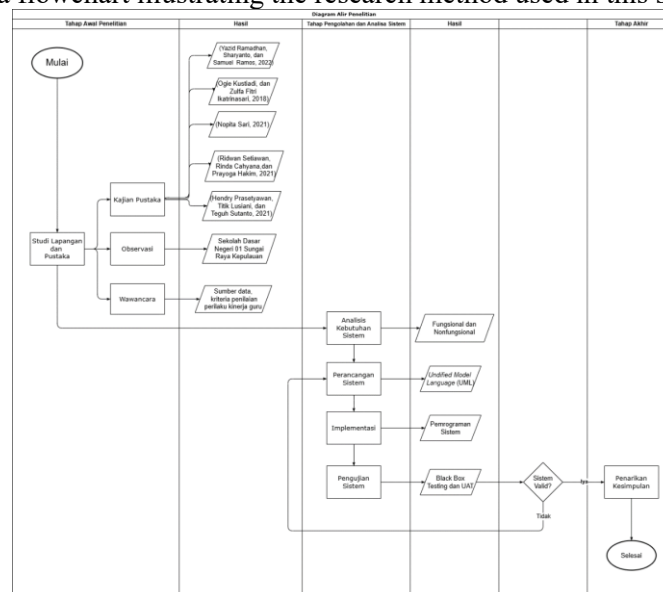 a flowchart illustrating the research method used in this s
Diagram Alir Penelitian
Tahap Awal Penelitian
Hasil
Tahap Pengolahan dan Analisa Sistem
Hasil
Tahap Akhir
Mulai
(Yazid Ramadhan,
Sharyanto, dan
Samuel Ramos, 2022)
(Ogie Kustiadi, dan
Zulfa Fitri
Ikatrinasari, 2018)
(Nopita Sari, 2021)
(Ridwan Setiawan,
Rinda Cahyana,dan
Prayoga Hakim, 2021)
(Hendry Prasetyawan,
Titik Lusiani, dan
Teguh Sutanto, 2021)
Kajian Pustaka
Studi Lapangan
dan
Pustaka
Observasi
Sekolah Dasar
Negeri 01 Sungai
Raya Kapulauan
Wawancara
Sumber data,
kriteria penilaian
perilaku kinerja guru
Analisis
Kebutuhan
Sistem
Fungsional dan
Nonfungsional
Perancangan
Sistem
Undified Model
Language (UML)
Implementasi
Pemrograman
Sistem
Pengujian
Sistem
Black Box
Testing dan UAT
Sistem
Valid?
Tidak
Penarikan
Kesimpulan
Selesai